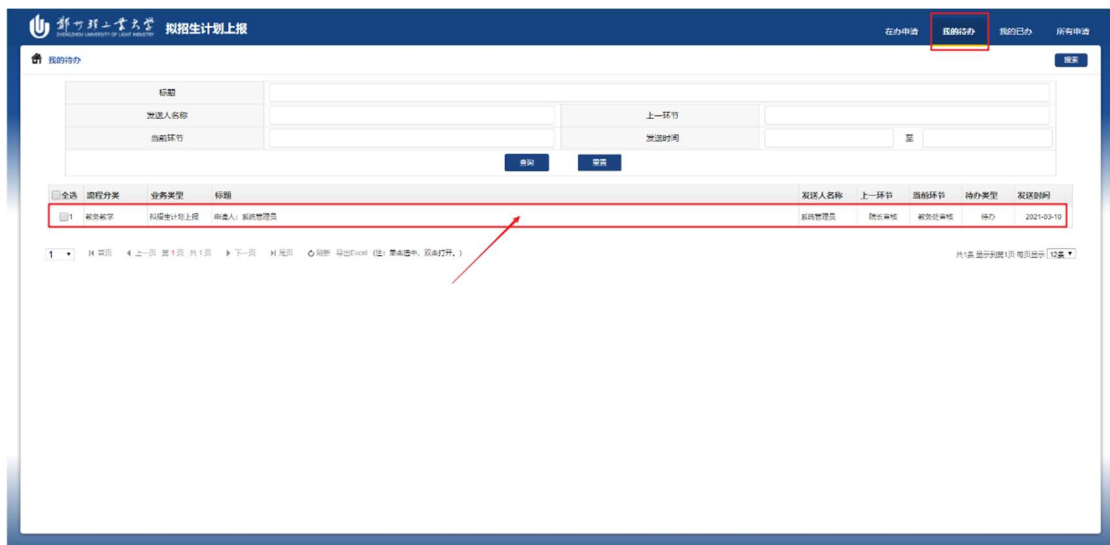 郑州轻工业大学 拟招生计划上报 在办申请 我的待办 我的已办 所有申请
ZHENGZHOU UNIVERSITY OF LIGHT INDUSTRY
我的待办 搜索
标题
发送人名称 上一环节
当前环节 发送时间 至
查询 重置
全选 流程分类 业务类型 标题 发送人名称 上一环节 当前环节 待办类型 发送时间
1 教务教学 拟招生计划上报 申请人：系统管理员 系统管理员 院长审核 教务处审核 待办 2021-03-10
1 首页 上一页 第1页 共1页 下一页 尾页 刷新 导出Excel (注：单击选中，双击打开。) 共1条 显示到第1页 每页显示 12条